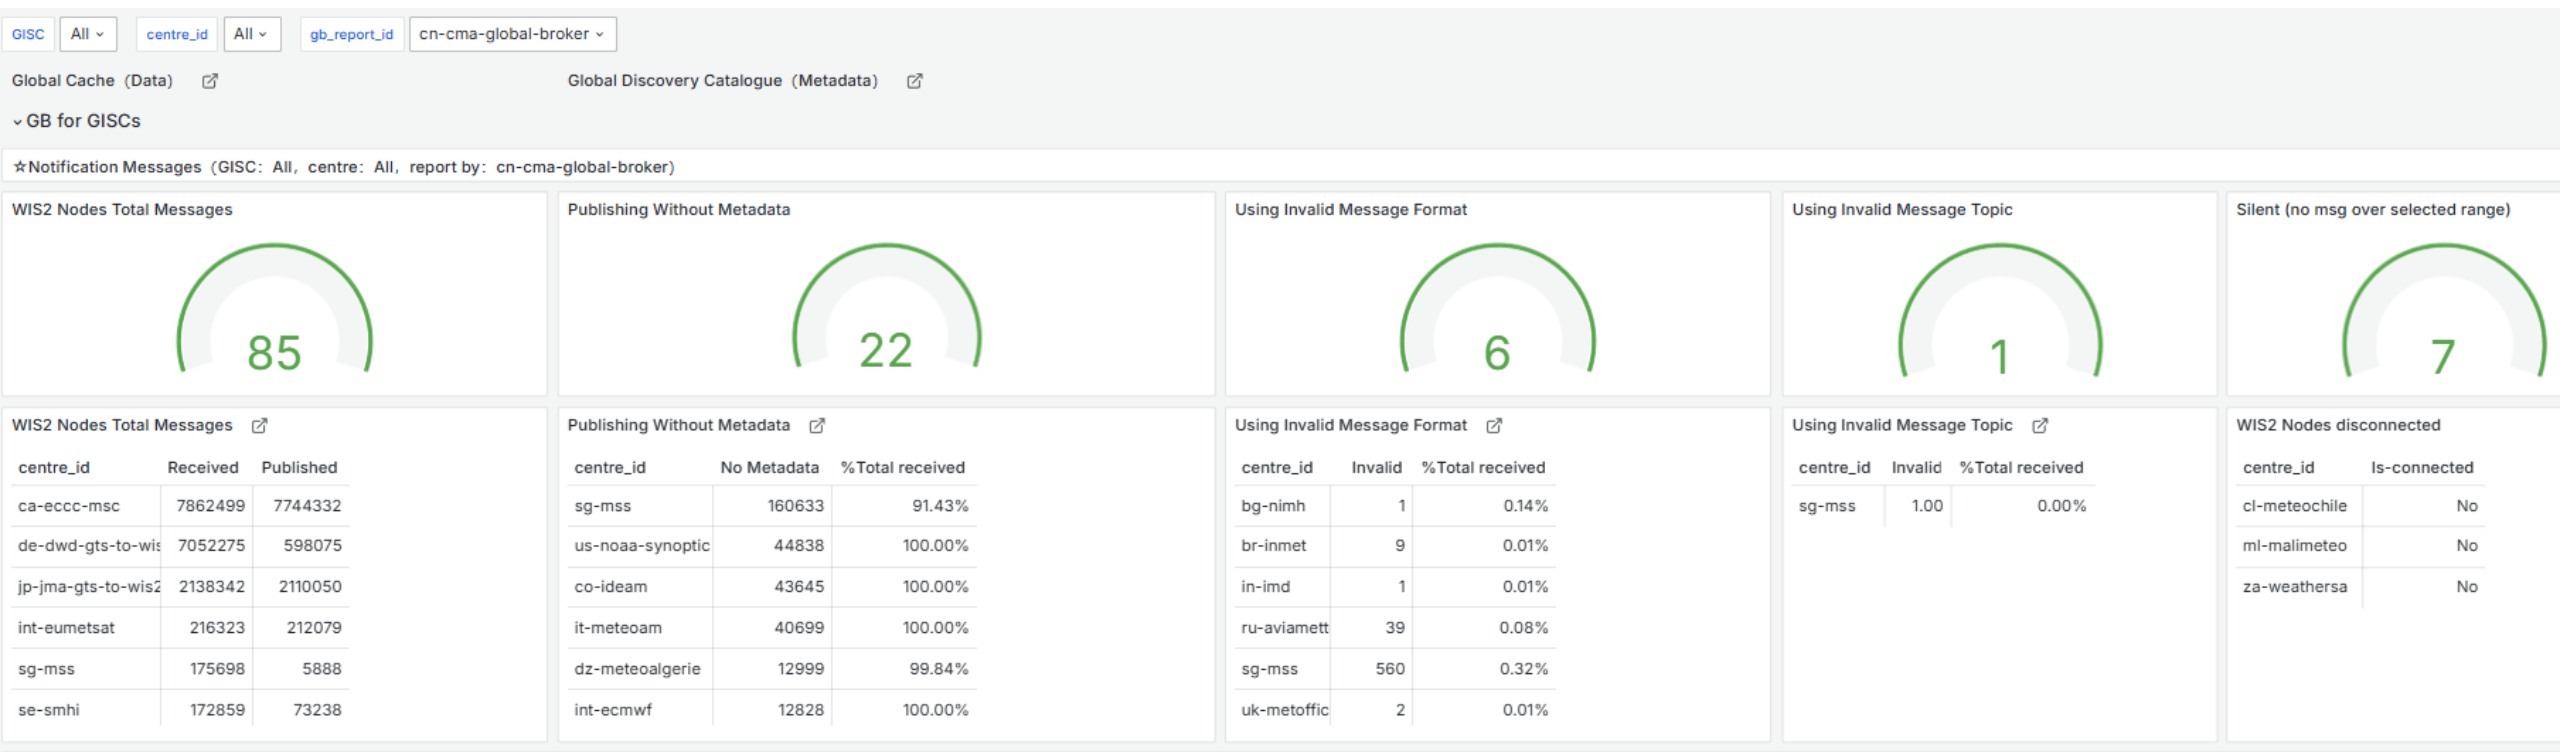 GISC All centre_id All gb_report_id cn-cma-global-broker
Global Cache (Data) Global Discovery Catalogue (Metadata)
GB for GISCs
☆Notification Messages (GISC: All, centre: All, report by: cn-cma-global-broker)
WIS2 Nodes Total Messages
85
Publishing Without Metadata
22
Using Invalid Message Format
6
Using Invalid Message Topic
1
Silent (no msg over selected range)
7
WIS2 Nodes Total Messages
centre_id Received Published
ca-eccc-msc 7862499 7744332
de-dwd-gts-to-wis 7052275 598075
jp-jma-gts-to-wis2 2138342 2110050
int-eumetsat 216323 212079
sg-mss 175698 5888
se-smhi 172859 73238
Publishing Without Metadata
centre_id No Metadata %Total received
sg-mss 160633 91.43%
us-noaa-synoptic 44838 100.00%
co-ideam 43645 100.00%
it-meteoam 40699 100.00%
dz-meteoalgerie 12999 99.84%
int-ecmwf 12828 100.00%
Using Invalid Message Format
centre_id Invalid %Total received
bg-nimh 1 0.14%
br-inmet 9 0.01%
in-imd 1 0.01%
ru-aviamett 39 0.08%
sg-mss 560 0.32%
uk-metoffic 2 0.01%
Using Invalid Message Topic
centre_id Invalid %Total received
sg-mss 1.00 0.00%
WIS2 Nodes disconnected
centre_id Is-connected
cl-meteochile No
ml-malimeteo No
za-weathersa No